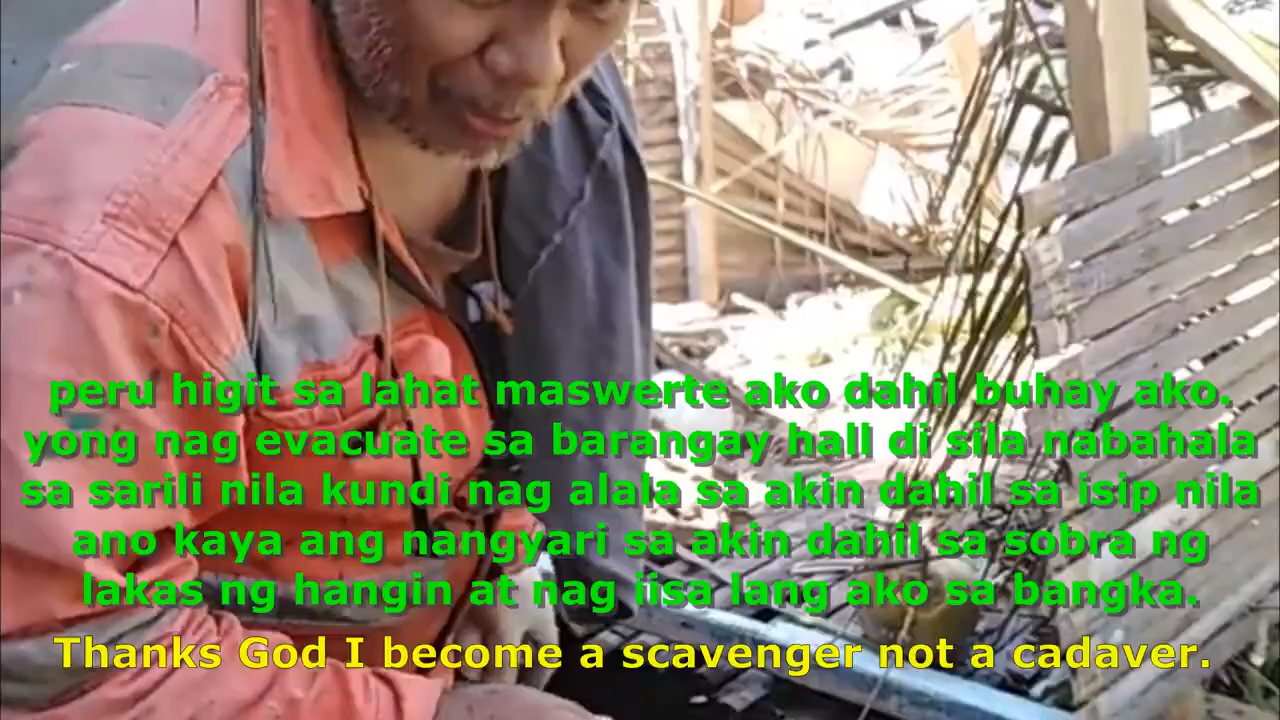 peru higit sa lahat maswerte ako dahil buhay ako.
yong nag evacuate sa barangay hall di sila nabahala
sa sarili nila kundi nag alala sa akin dahil sa isip nila
ano kaya ang nangyari sa akin dahil sa sobra ng
lakas ng hangin at nag iisa lang ako sa bangka.
Thanks God I become a scavenger not a cadaver.